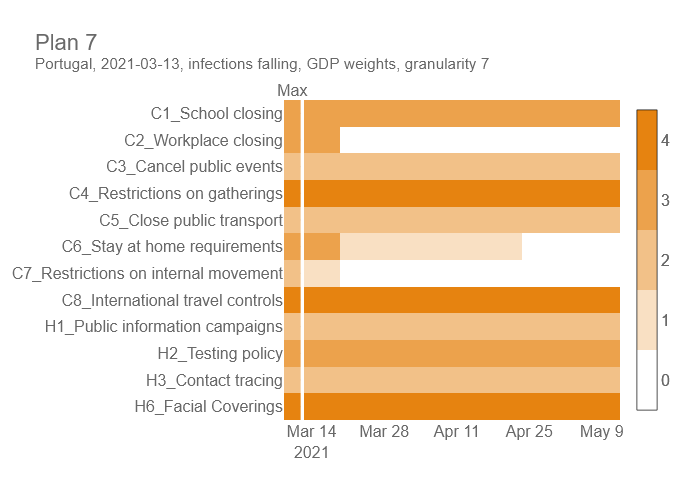 Plan 7
Portugal, 2021-03-13, infections falling, GDP weights, granularity 7
Max
C1_School closing
C2_Workplace closing
C3_Cancel public events
C4_Restrictions on gatherings
C5_Close public transport
C6_Stay at home requirements
C7_Restrictions on internal movement
C8_International travel controls
H1_Public information campaigns
H2_Testing policy
H3_Contact tracing
H6_Facial Coverings
Mar 14 Mar 28 Apr 11 Apr 25 May 9
2021
4
3
2
1
0